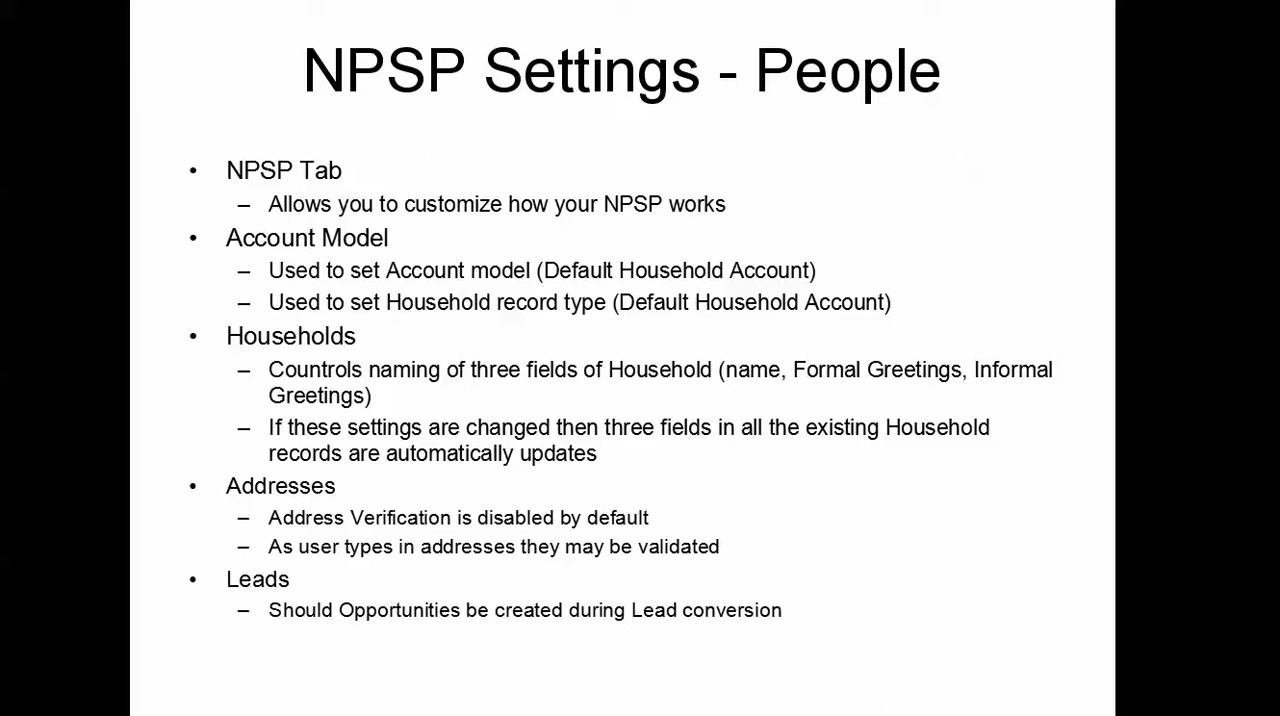 NPSP Settings - People
• NPSP Tab
– Allows you to customize how your NPSP works
• Account Model
– Used to set Account model (Default Household Account)
– Used to set Household record type (Default Household Account)
• Households
– Countrols naming of three fields of Household (name, Formal Greetings, Informal
Greetings)
– If these settings are changed then three fields in all the existing Household
records are automatically updates
• Addresses
– Address Verification is disabled by default
– As user types in addresses they may be validated
• Leads
– Should Opportunities be created during Lead conversion